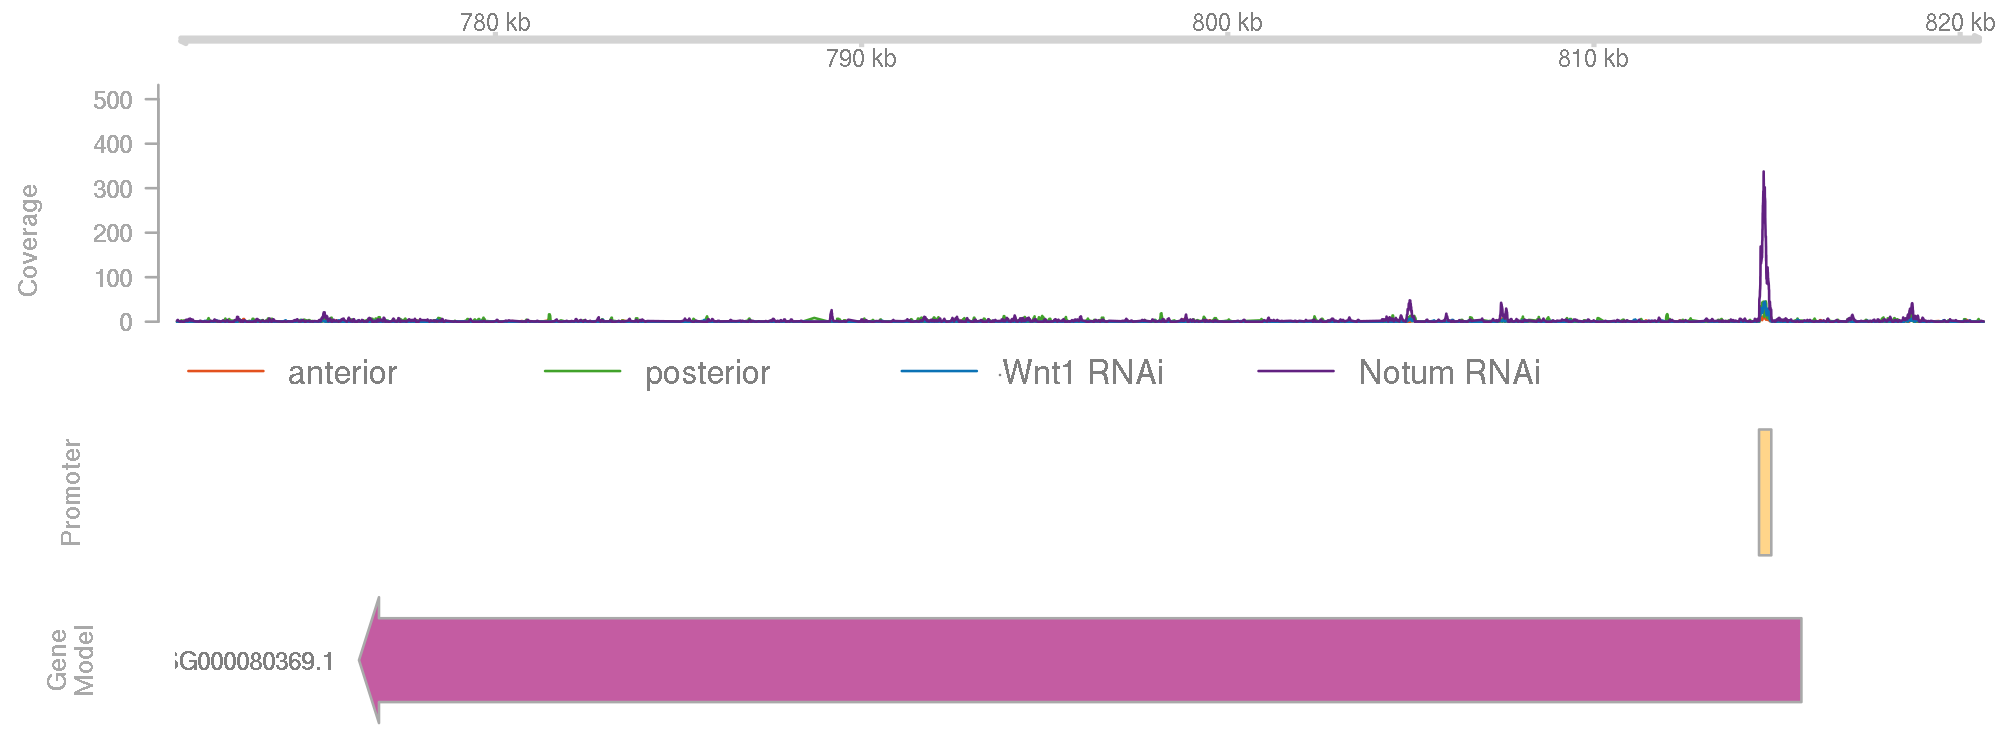 780 kb 800 kb 820 kb
790 kb 810 kb
Coverage
500
400
300
200
100
0
anterior posterior Wnt1 RNAi Notum RNAi
Promoter
Gene
Model
G000080369.1